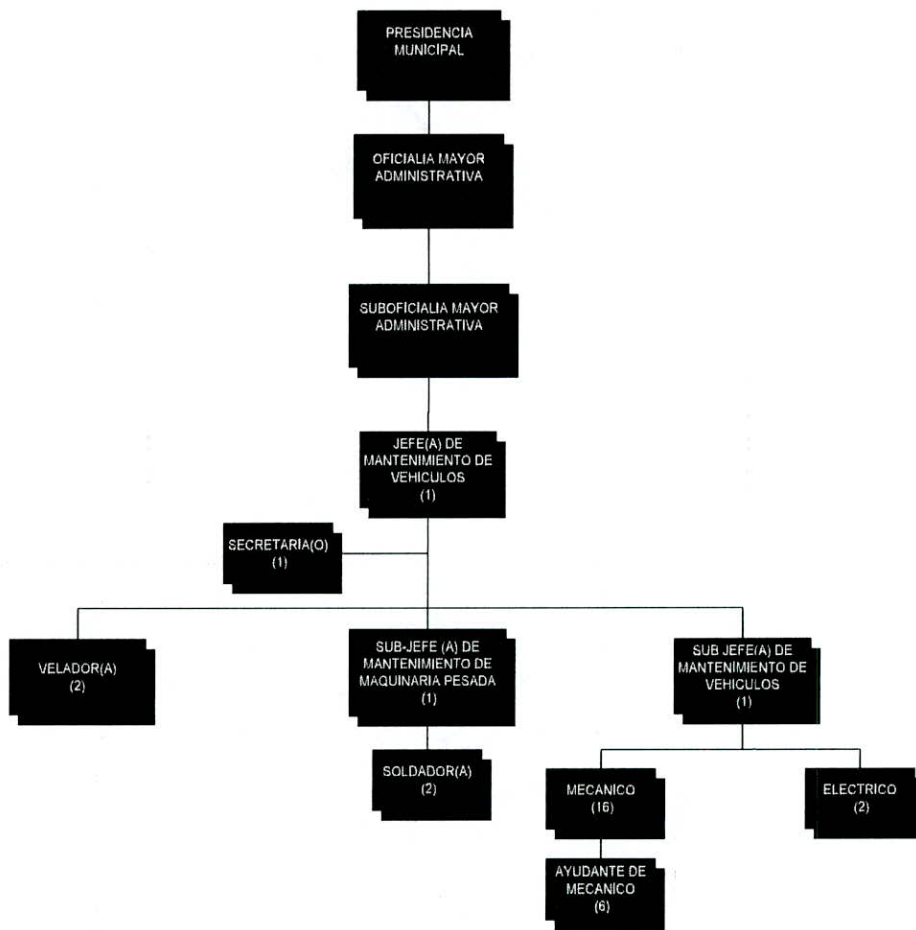 PRESIDENCIA
MUNICIPAL
OFICIALIA MAYOR
ADMINISTRATIVA
SUBOFICIALIA MAYOR
ADMINISTRATIVA
JEFE(A) DE
MANTENIMIENTO DE
VEHICULOS
(1)
SECRETARIA(O)
(1)
VELADOR(A)
(2)
SUB-JEFE (A) DE
MANTENIMIENTO DE
MAQUINARIA PESADA
(1)
SUB JEFE(A) DE
MANTENIMIENTO DE
VEHICULOS
(1)
SOLDADOR(A)
(2)
MECANICO
(16)
ELECTRICO
(2)
AYUDANTE DE
MECANICO
(6)